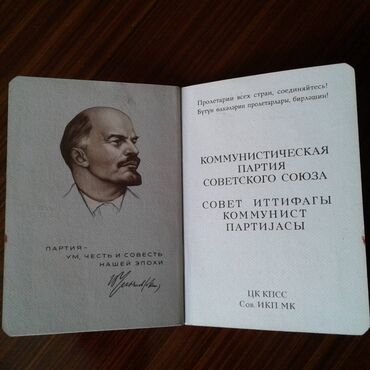 ПАРТИЯ —
УМ, ЧЕСТЬ И СОВЕСТЬ
НАШЕЙ ЭПОХИ
Пролетарии всех стран, соединяйтесь!
Бүтүн өлкәләрин пролетарлары, бирләшин!
КОММУНИСТИЧЕСКАЯ
ПАРТИЯ
СОВЕТСКОГО СОЮЗА
СОВЕТ ИТТИФАГЫ
КОММУНИСТ
ПАРТИЈАСЫ
ЦК КПСС
Сов. ИКП МК